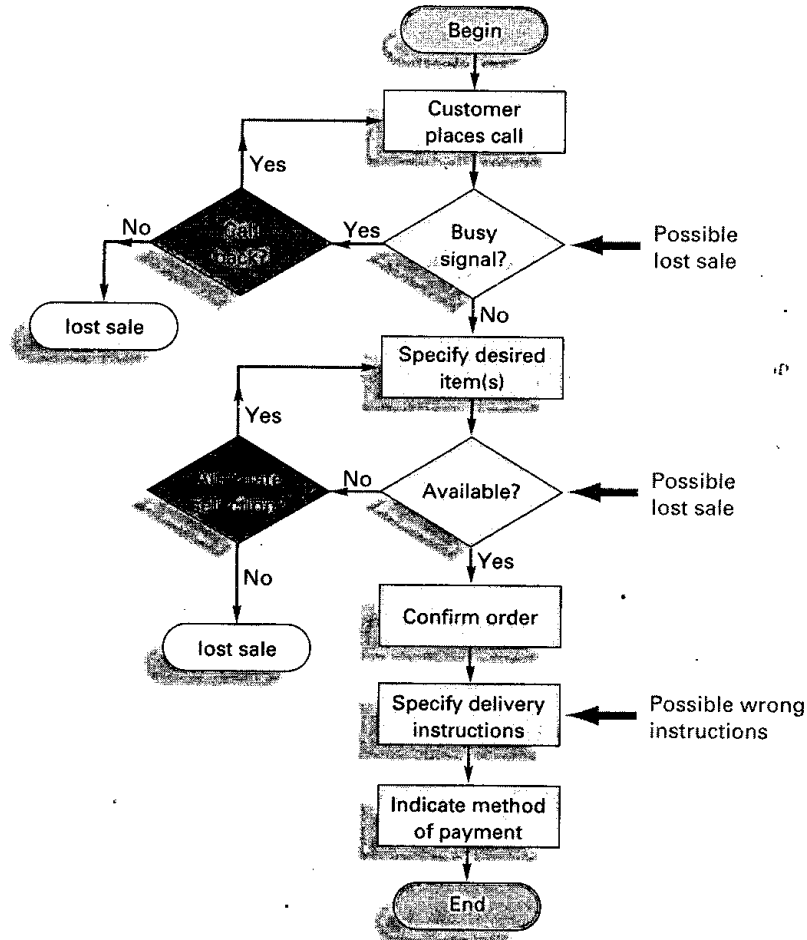 Begin
Customer
places call
Yes
No
Call
back?
Yes
Busy
signal?
Possible
lost sale
lost sale
No
Specify desired
item(s)
Yes
No
Available?
Possible
lost sale
No
Yes
lost sale
Confirm order
Specify delivery
instructions
Possible wrong
instructions
Indicate method
of payment
End